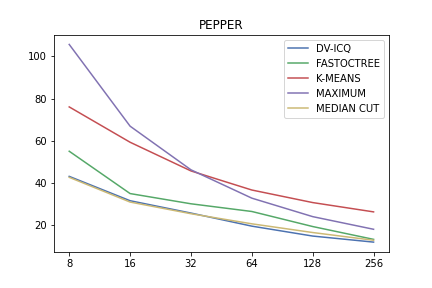 PEPPER
DV-ICQ
FASTOCTREE
K-MEANS
MAXIMUM
MEDIAN CUT
100
80
60
40
20
8 16 32 64 128 256